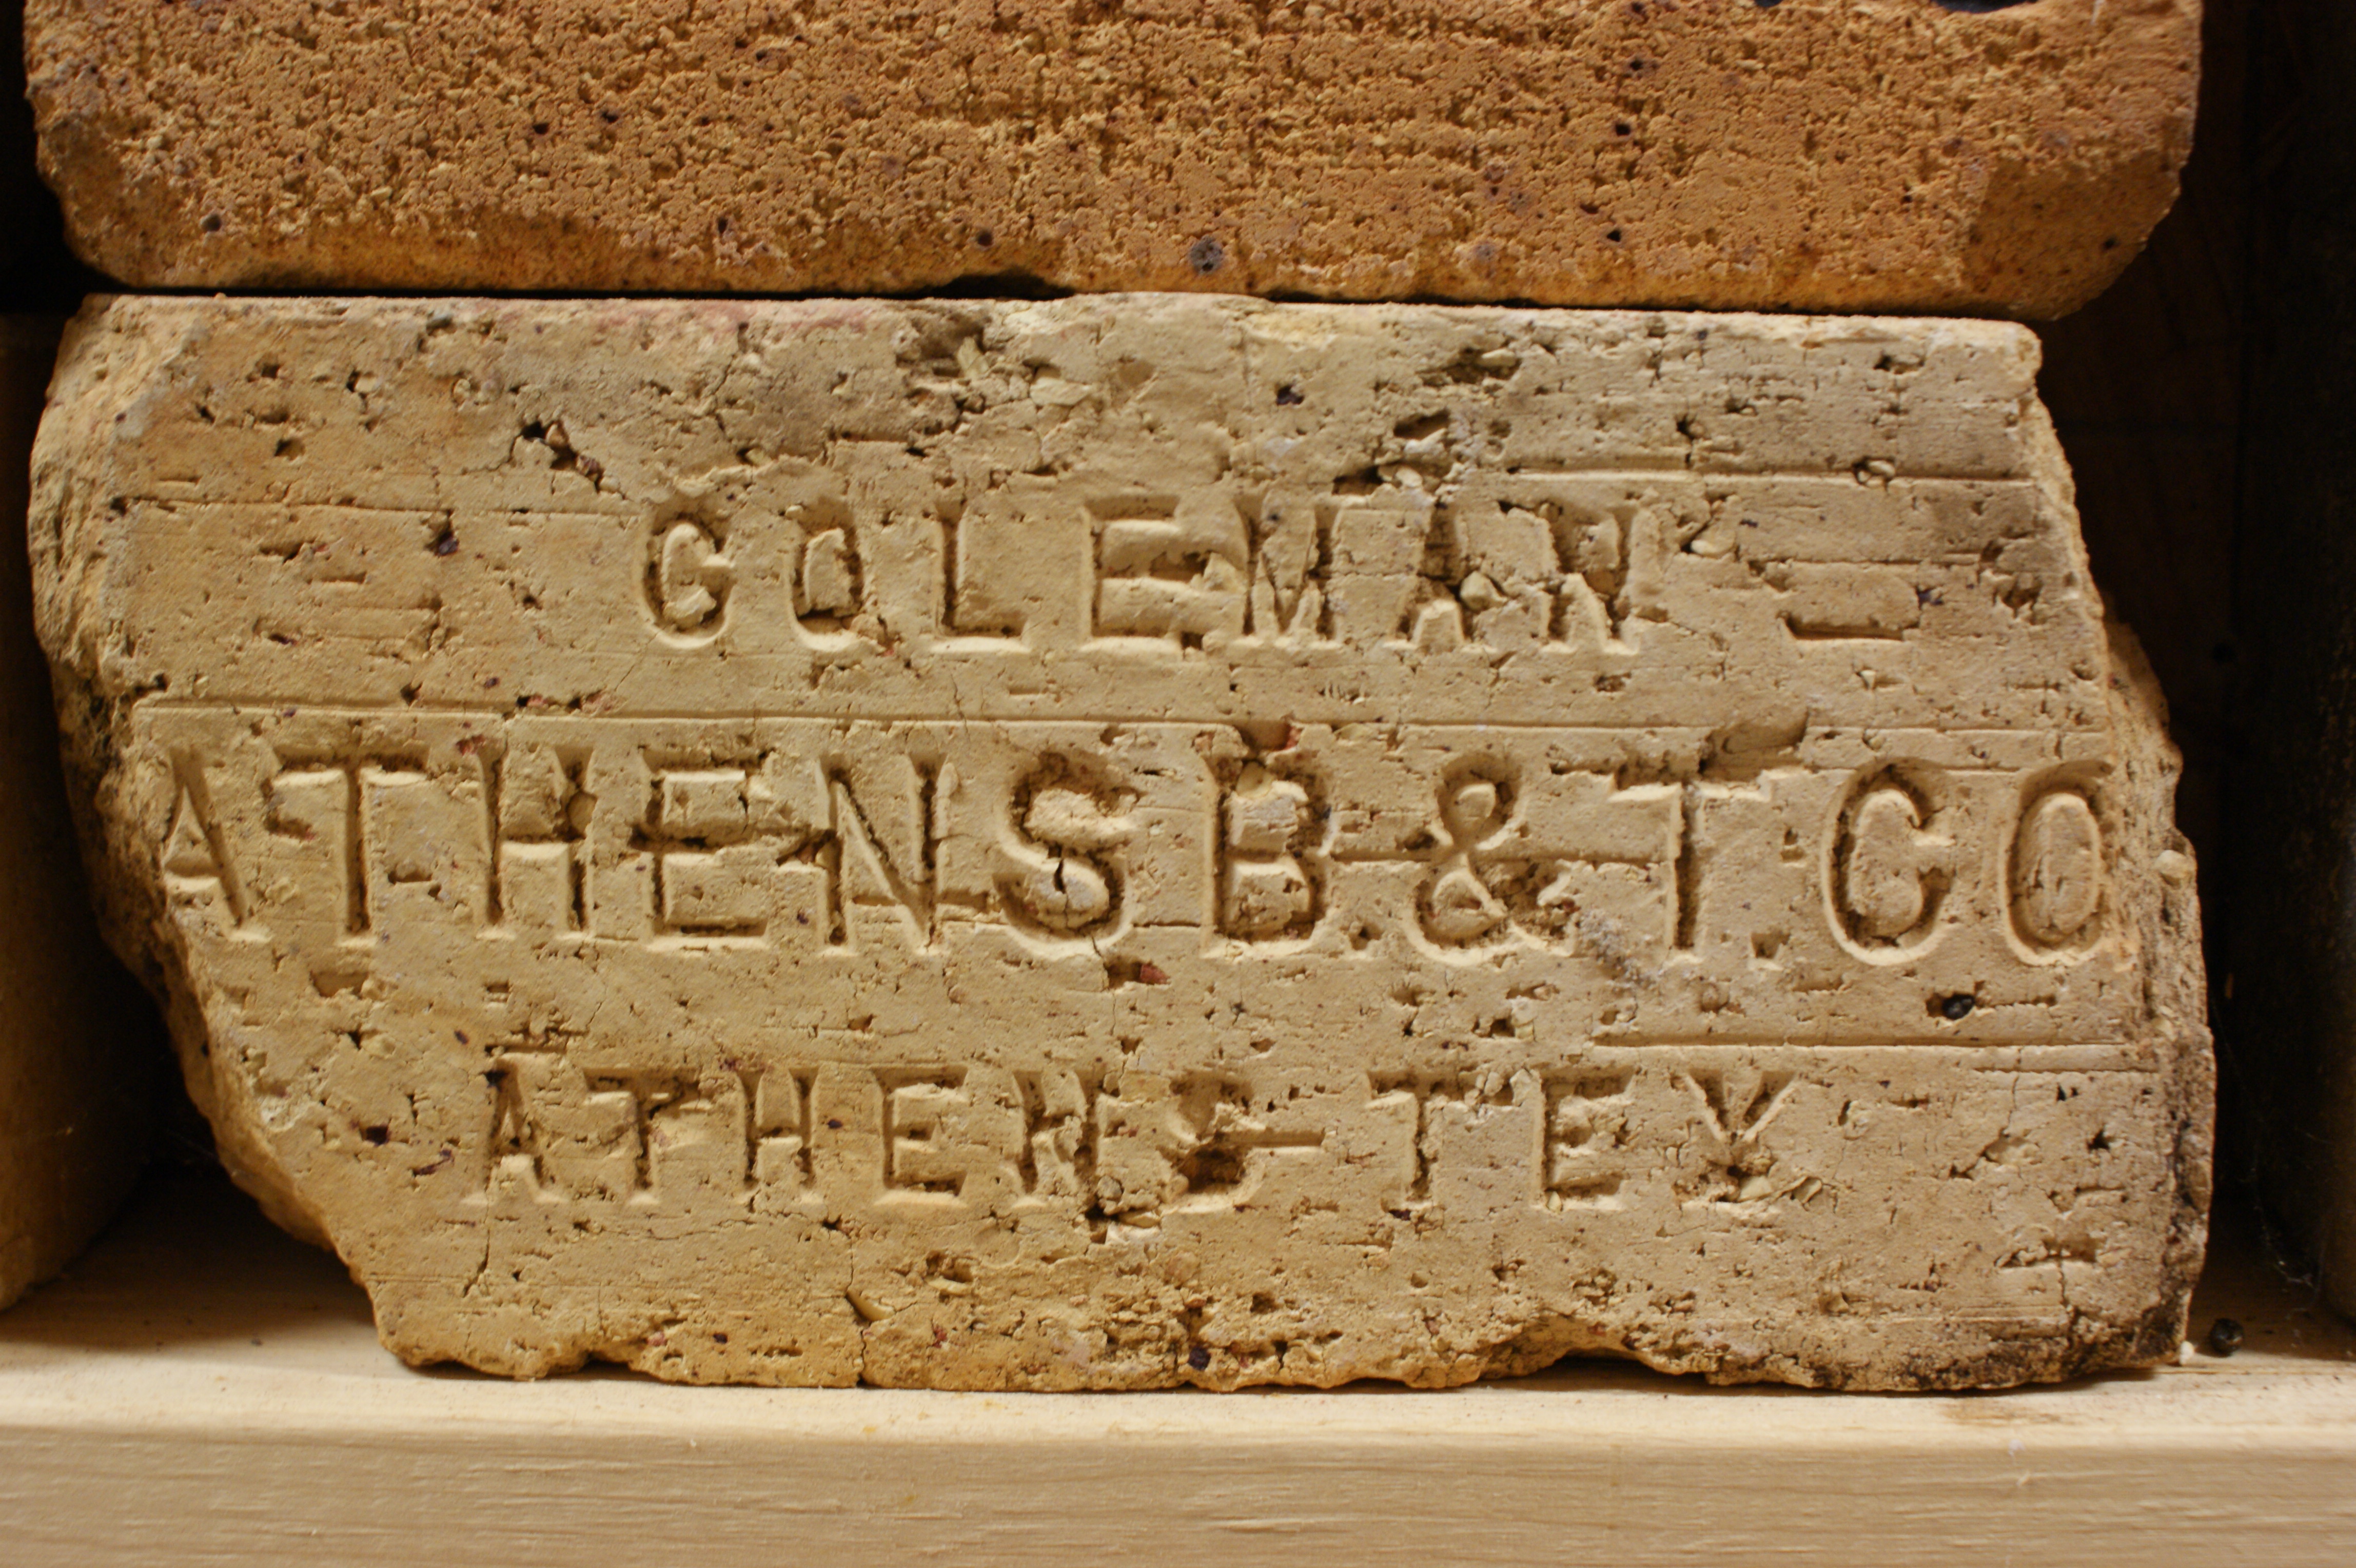 COLEMAN
ATHENS B. & T. CO
ATHENS TEX